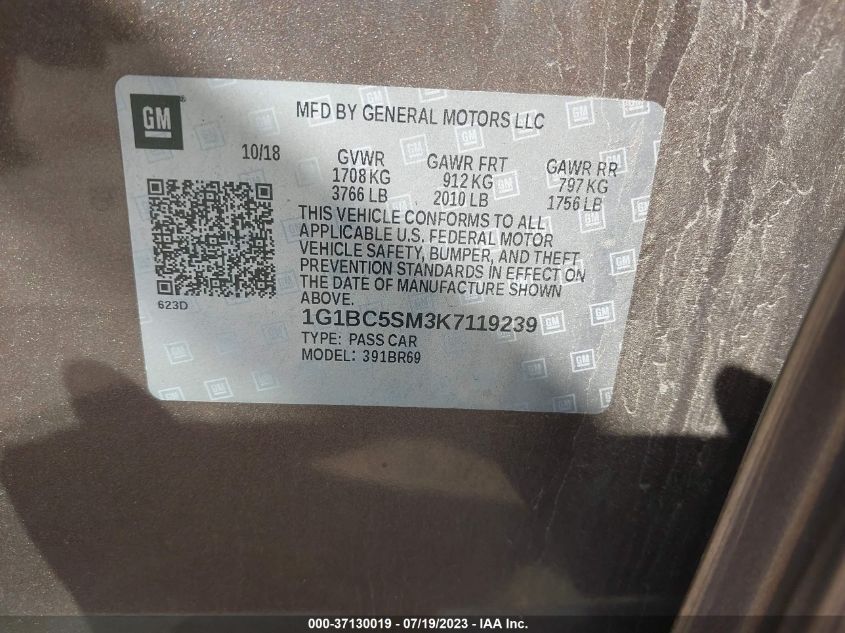 GM
MFD BY GENERAL MOTORS LLC
10/18 GVWR GAWR FRT GAWR RR
1708 KG 912 KG 797 KG
3766 LB 2010 LB 1756 LB
THIS VEHICLE CONFORMS TO ALL
APPLICABLE U.S. FEDERAL MOTOR
VEHICLE SAFETY, BUMPER, AND THEFT
PREVENTION STANDARDS IN EFFECT ON
THE DATE OF MANUFACTURE SHOWN
ABOVE.
623D
1G1BC5SM3K7119239
TYPE: PASS CAR
MODEL: 391BR69
000-37130019 - 07/19/2023 - IAA Inc.